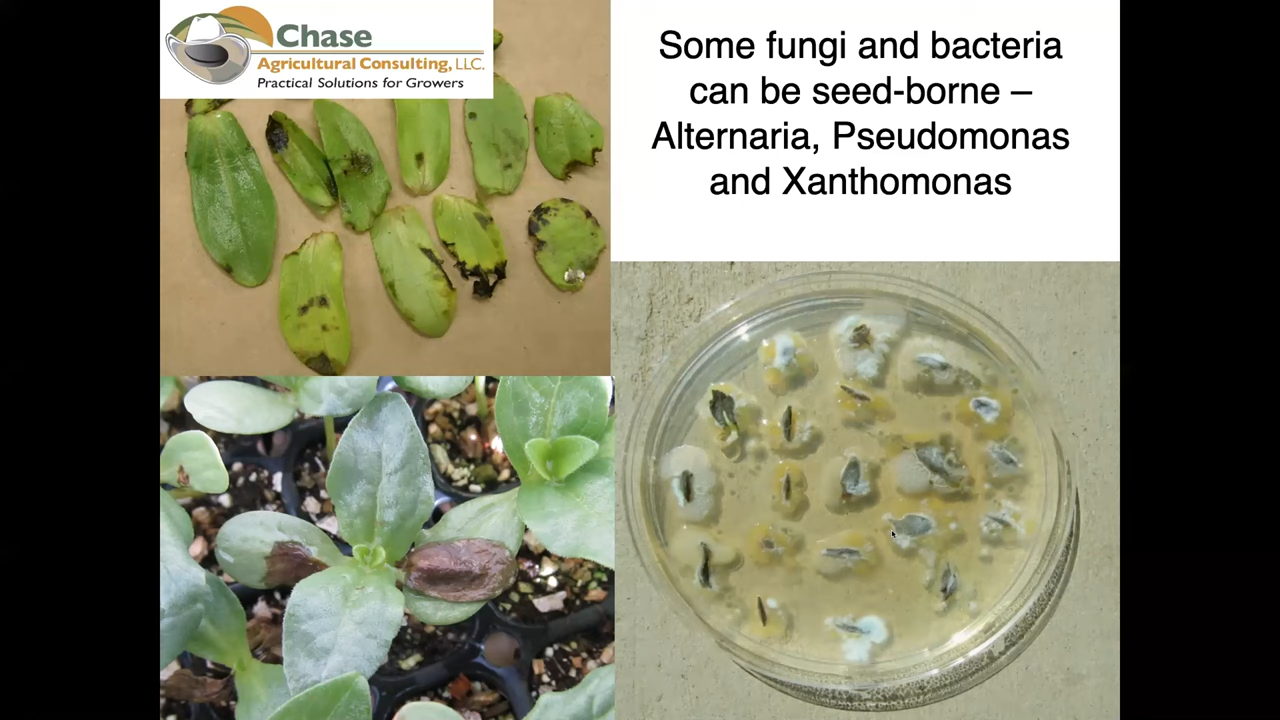 Chase
Agricultural Consulting, LLC.
Practical Solutions for Growers
Some fungi and bacteria
can be seed-borne –
Alternaria, Pseudomonas
and Xanthomonas